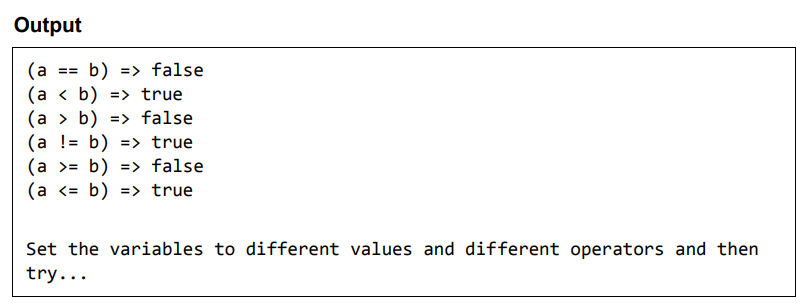 Output
(a == b) => false
(a < b) => true
(a > b) => false
(a != b) => true
(a >= b) => false
(a <= b) => true
Set the variables to different values and different operators and then
try...